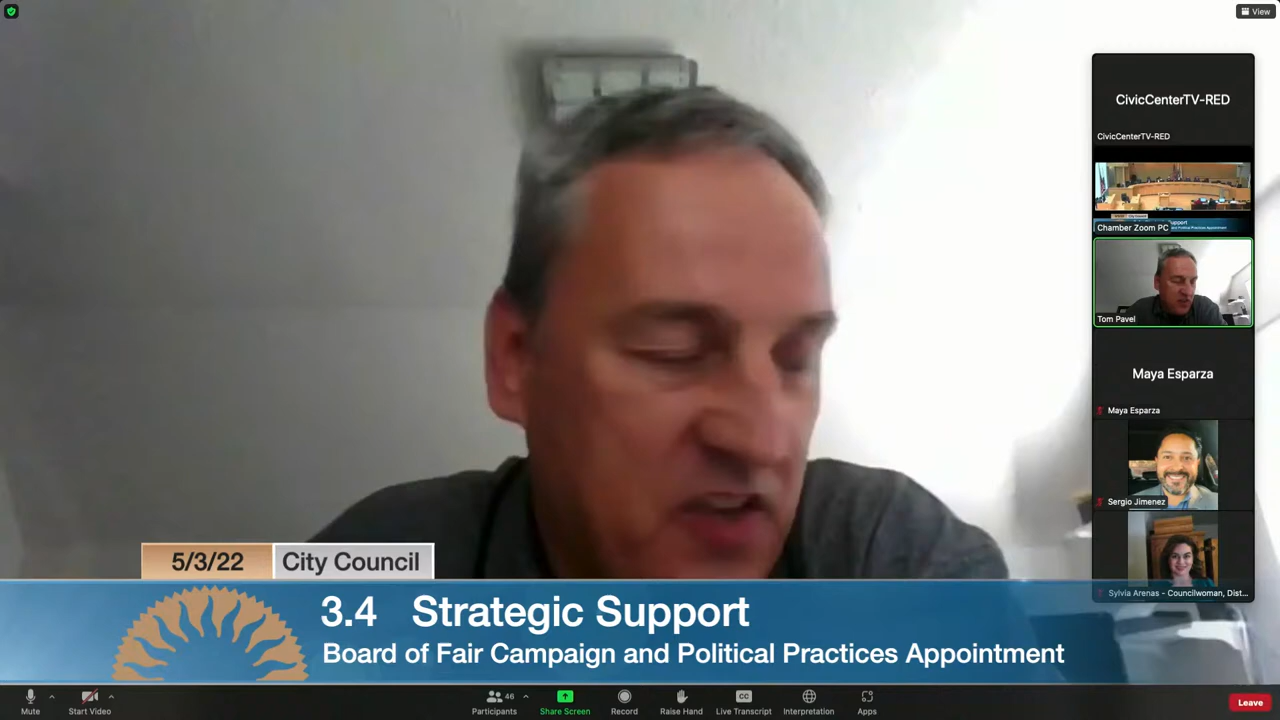 View
CivicCenterTV-RED
CivicCenterTV-RED
Chamber Zoom PC
Tom Pavel
Maya Esparza
Maya Esparza
Sergio Jimenez
Sylvia Arenas - Councilwoman, Dist...
5/3/22 City Council
3.4 Strategic Support
Board of Fair Campaign and Political Practices Appointment
Mute
Start Video
Participants 46
Share Screen
Record
Raise Hand
CC
Live Transcript
Interpretation
Apps
Leave